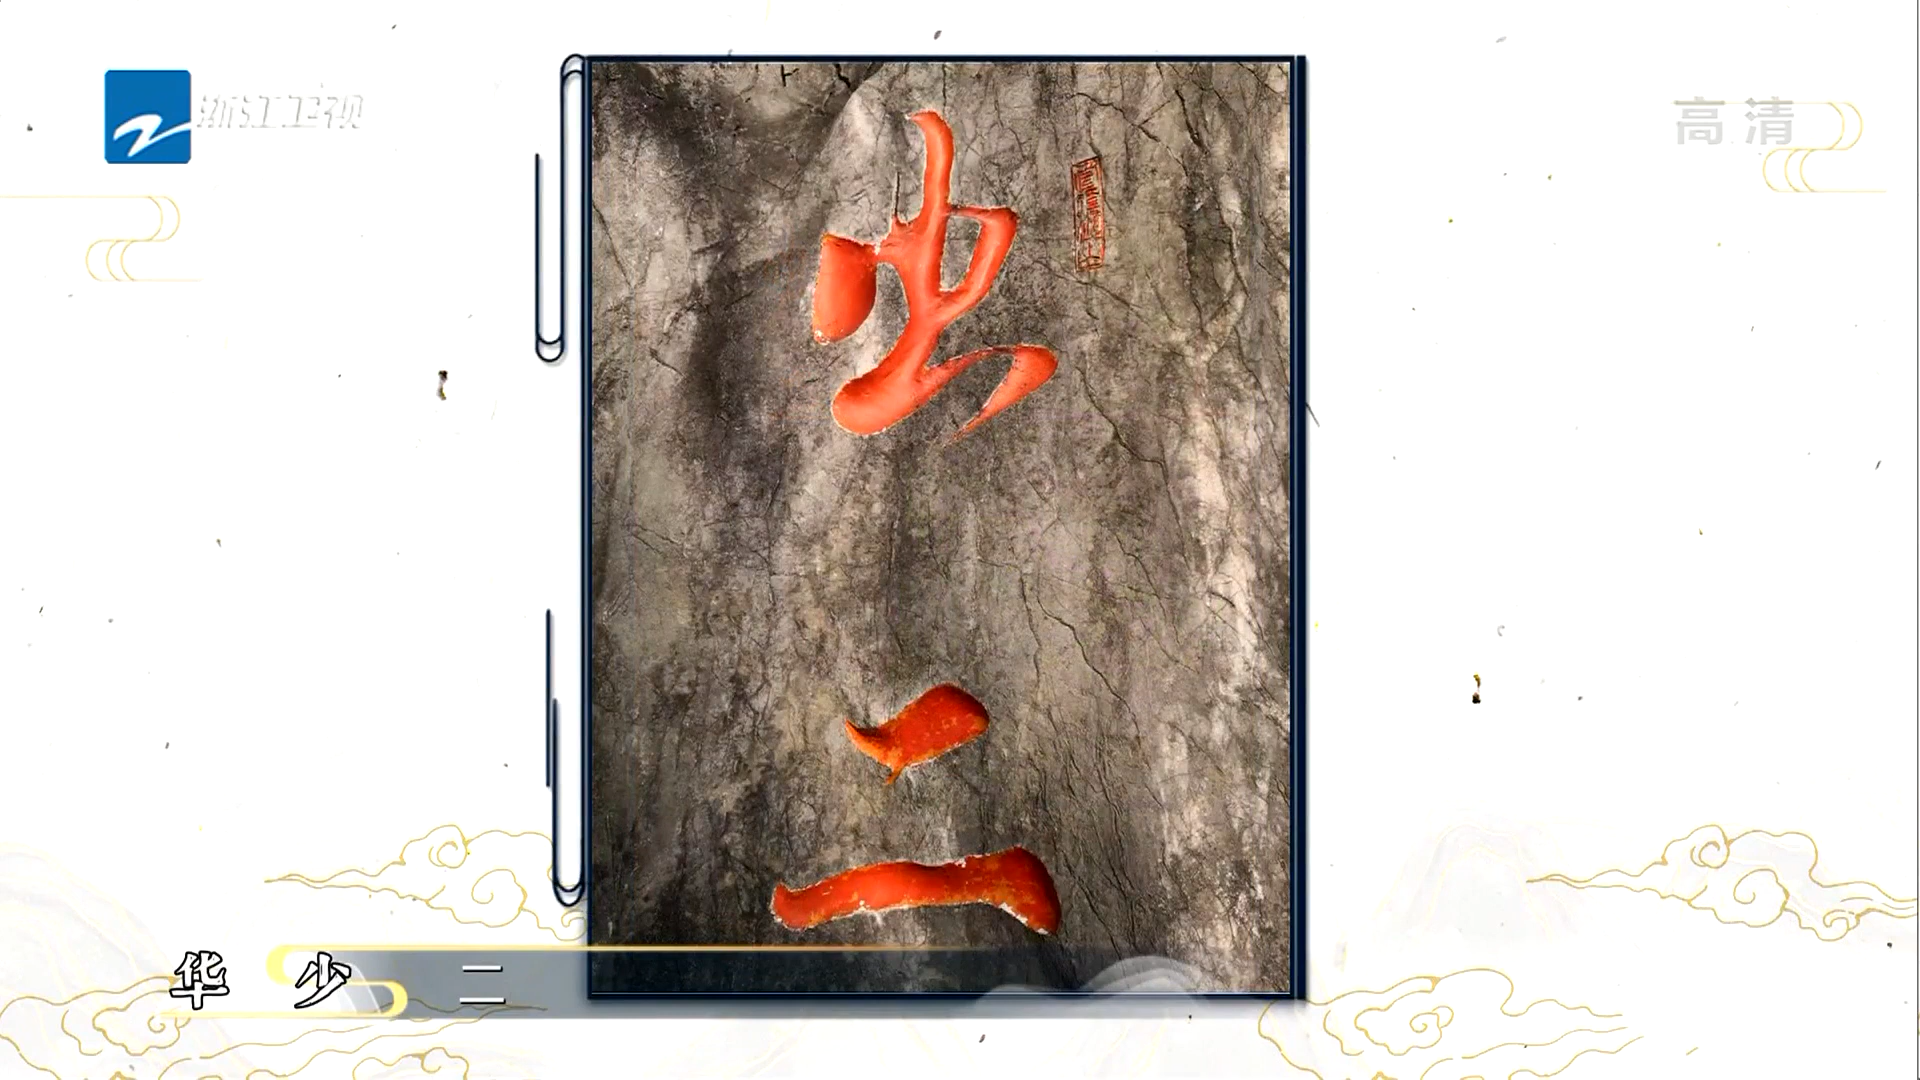 浙江卫视
高清
虫
二
华少 二